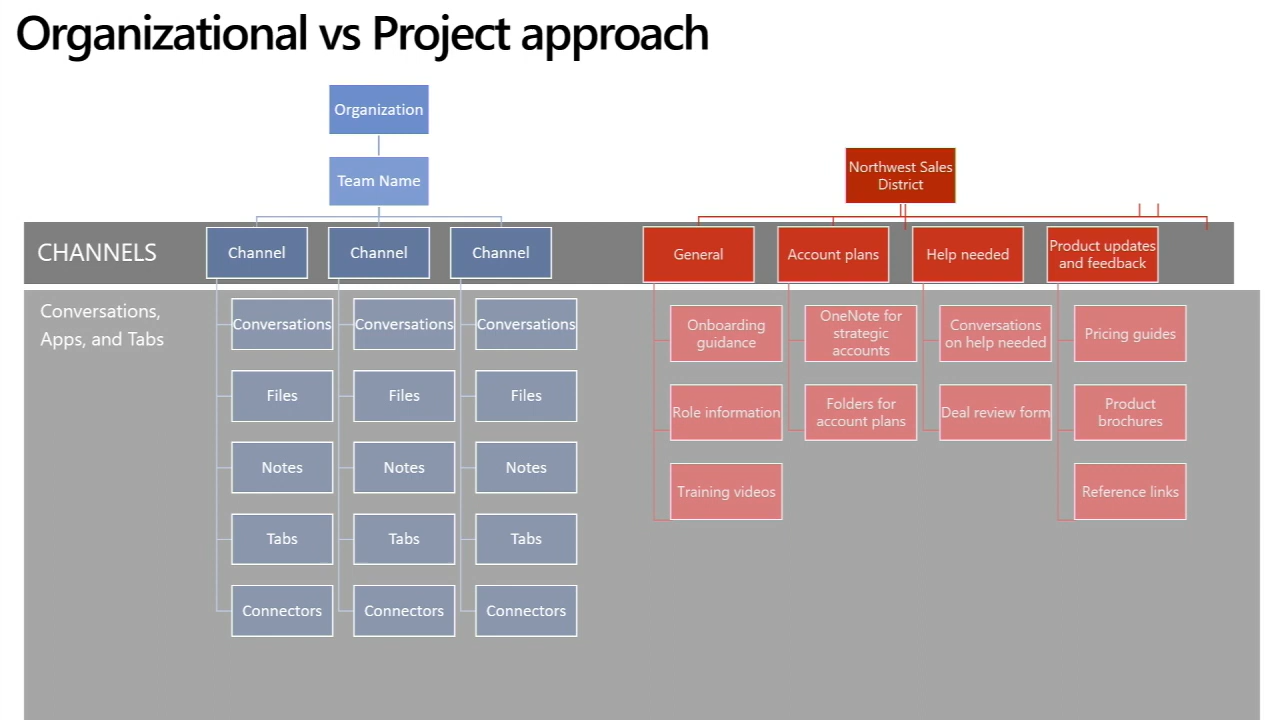 Organizational vs Project approach
Organization
Team Name
Northwest Sales
District
CHANNELS
Channel
Channel
Channel
General
Account plans
Help needed
Product updates
and feedback
Conversations,
Apps, and Tabs
Conversations
Conversations
Conversations
Files
Files
Files
Notes
Notes
Notes
Tabs
Tabs
Tabs
Connectors
Connectors
Connectors
Onboarding
guidance
OneNote for
strategic
accounts
Conversations
on help needed
Pricing guides
Role information
Folders for
account plans
Deal review form
Product
brochures
Training videos
Reference links